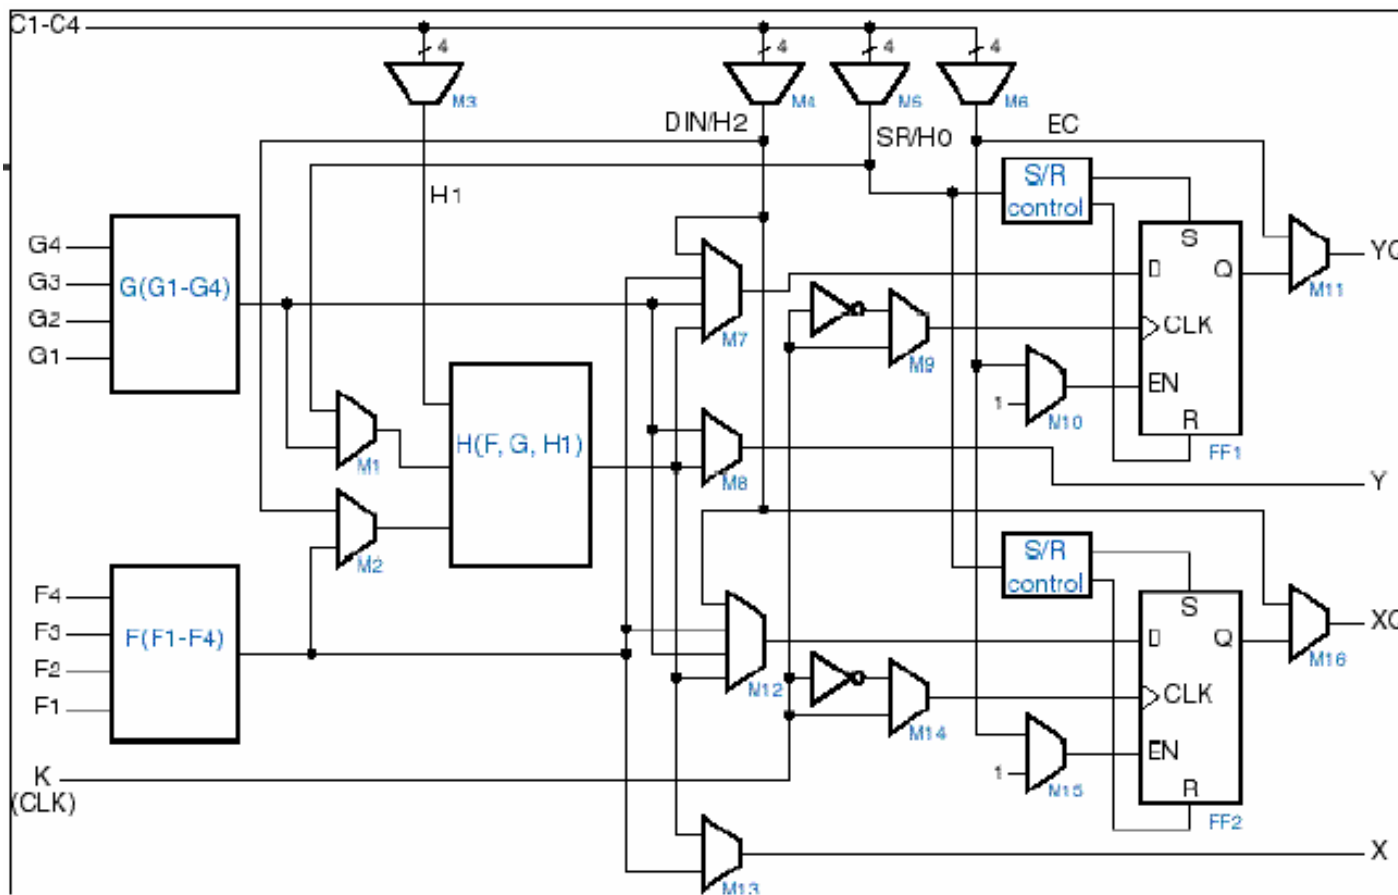 C1-C4
4
4
4
4
M3
M4
M5
M6
DIN/H2
SR/H0
EC
H1
S/R
control
G4
G3
G2
G1
G(G1-G4)
S
D
Q
CLK
EN
R
FF1
M11
M7
M9
1
M10
M1
H(F, G, H1)
M8
Y
M2
S/R
control
F4
F3
F2
F1
F(F1-F4)
S
D
Q
CLK
EN
R
FF2
M16
M12
M14
1
M15
K
(CLK)
M13
X